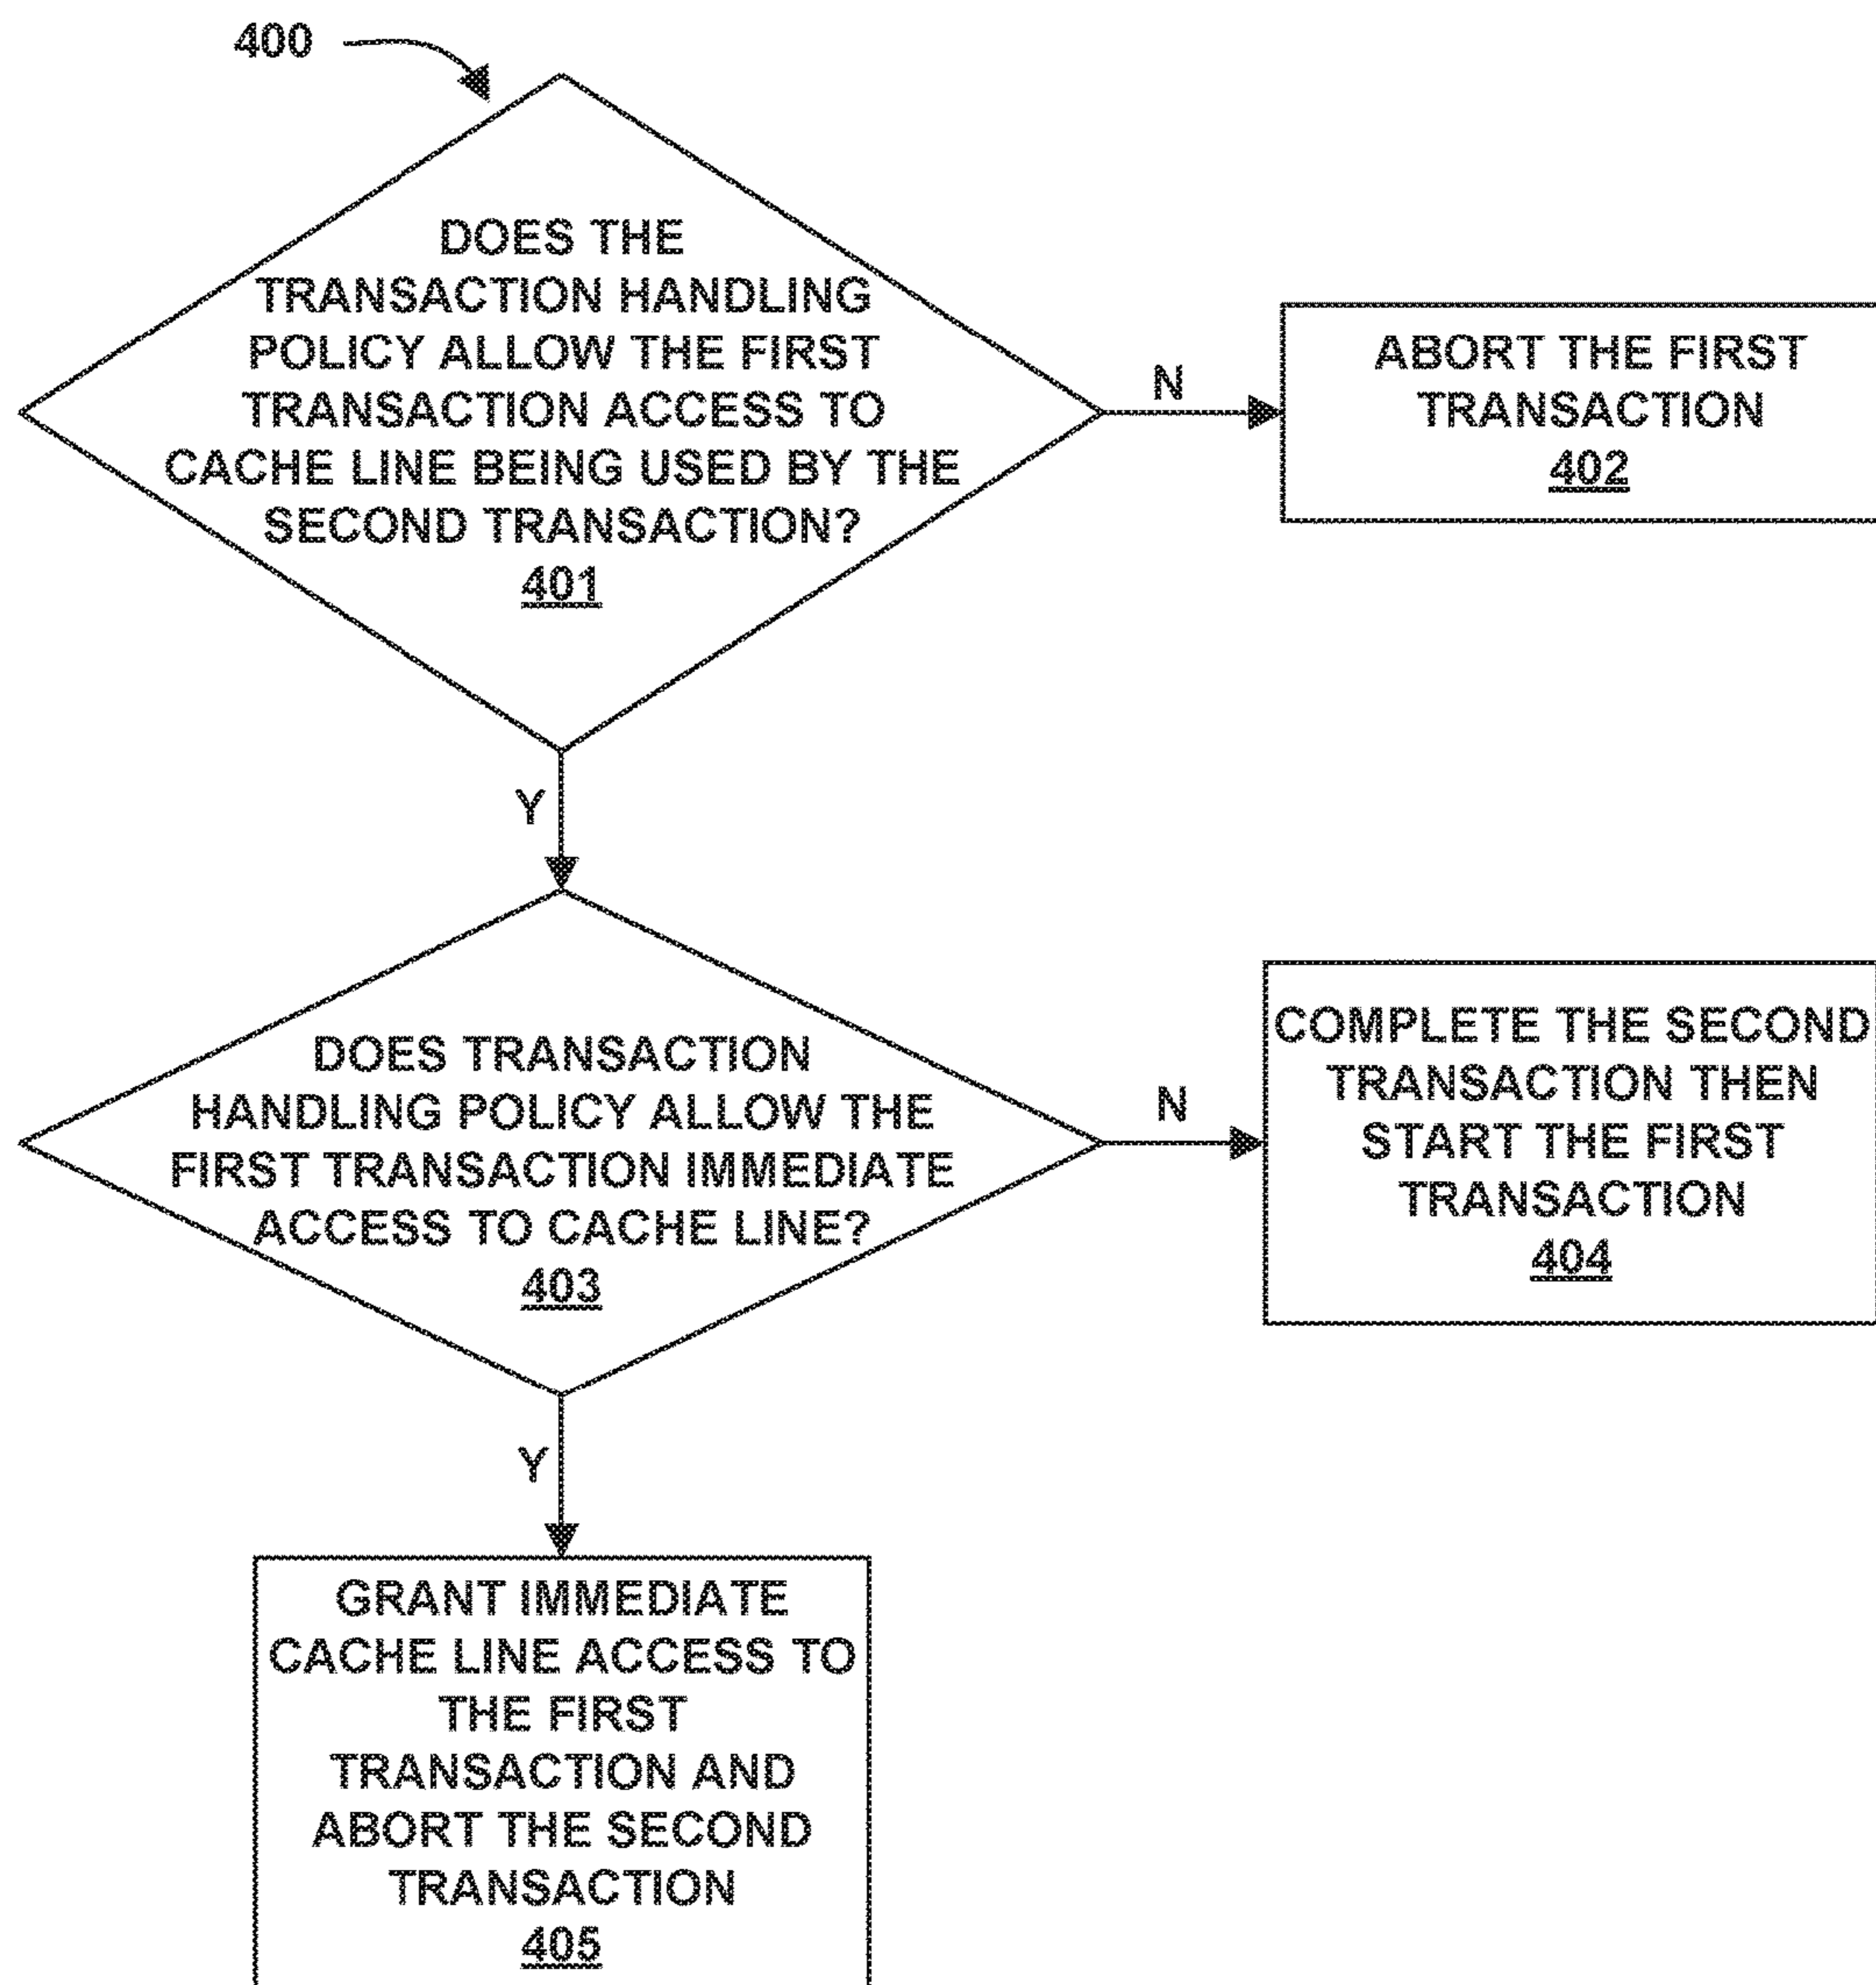 400
DOES THE
TRANSACTION HANDLING
POLICY ALLOW THE FIRST
TRANSACTION ACCESS TO
CACHE LINE BEING USED BY THE
SECOND TRANSACTION?
401
N
ABORT THE FIRST
TRANSACTION
402
Y
DOES TRANSACTION
HANDLING POLICY ALLOW THE
FIRST TRANSACTION IMMEDIATE
ACCESS TO CACHE LINE?
403
N
COMPLETE THE SECOND
TRANSACTION THEN
START THE FIRST
TRANSACTION
404
Y
GRANT IMMEDIATE
CACHE LINE ACCESS TO
THE FIRST
TRANSACTION AND
ABORT THE SECOND
TRANSACTION
405